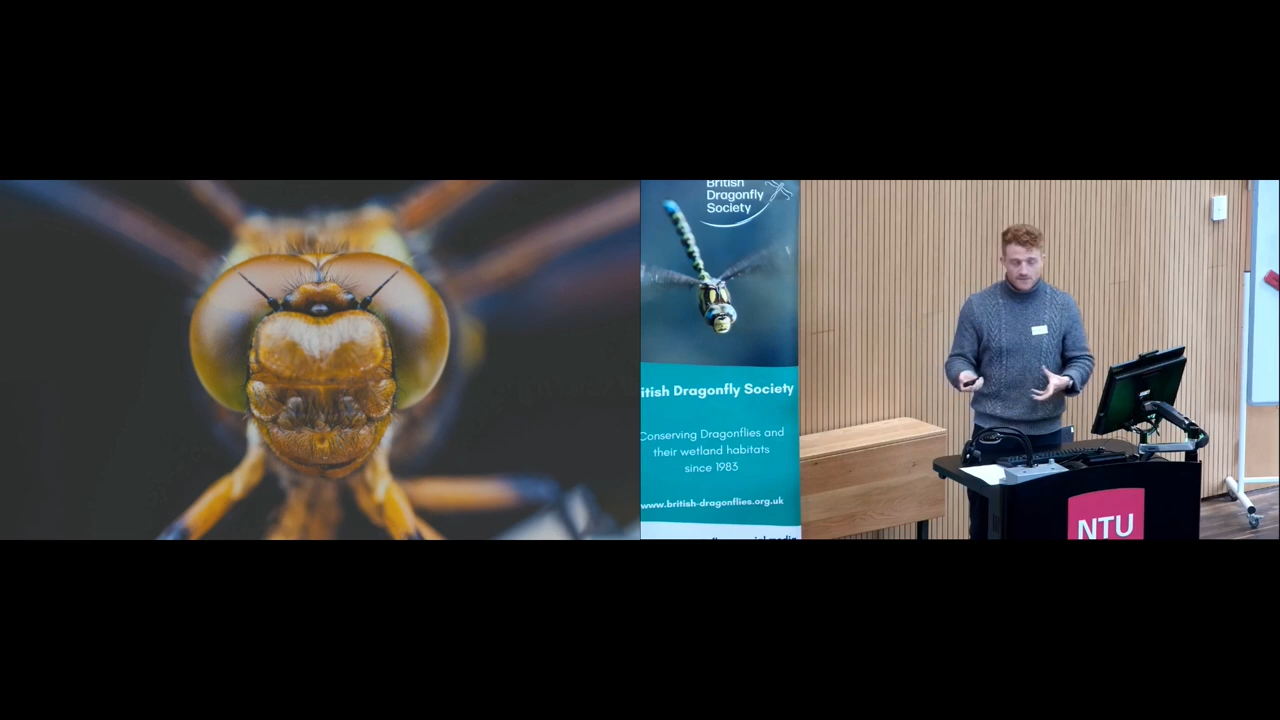 British
Dragonfly
Society
itish Dragonfly Society
Conserving Dragonflies and
their wetland habitats
since 1983
www.british-dragonflies.org.uk
NTU